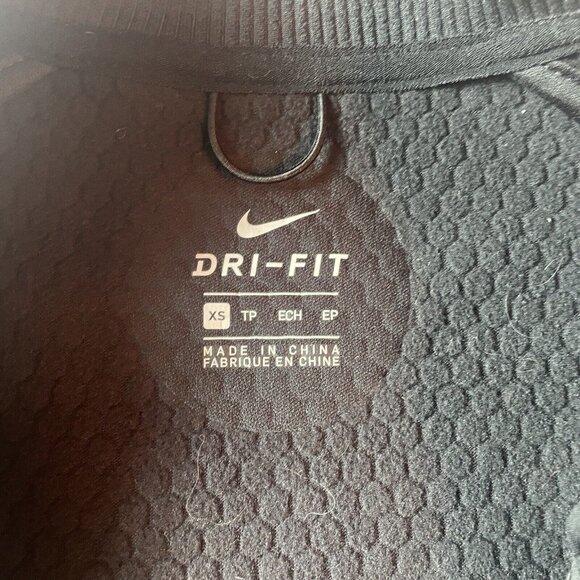 DRI-FIT
XS TP ECH EP
MADE IN CHINA
FABRIQUE EN CHINE